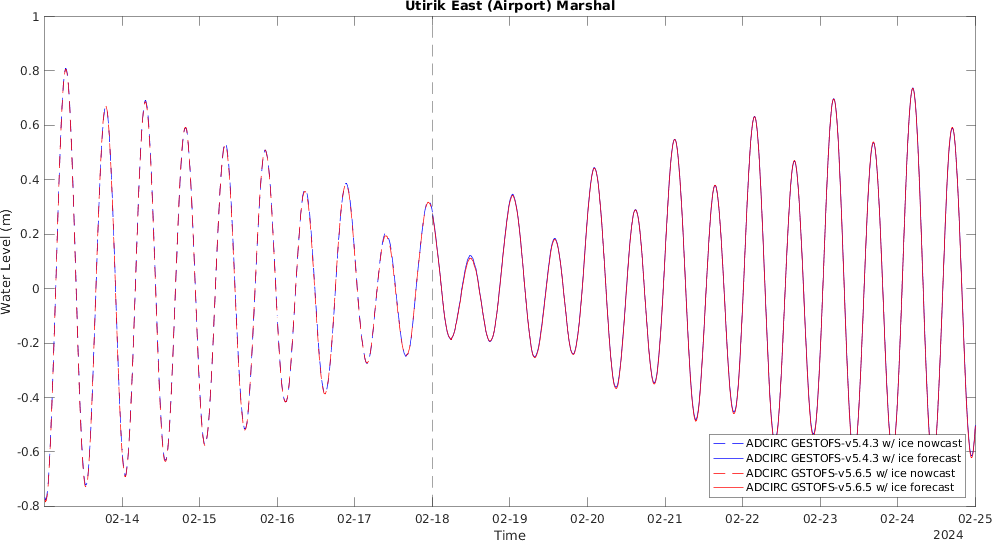 Utirik East (Airport) Marshal
Water Level (m)
1
0.8
0.6
0.4
0.2
0
-0.2
-0.4
-0.6
-0.8
ADCIRC GESTOFS-v5.4.3 w/ ice nowcast
ADCIRC GESTOFS-v5.4.3 w/ ice forecast
ADCIRC GSTOFS-v5.6.5 w/ ice nowcast
ADCIRC GSTOFS-v5.6.5 w/ ice forecast
02-14 02-15 02-16 02-17 02-18 02-19 02-20 02-21 02-22 02-23 02-24 02-25
Time
2024